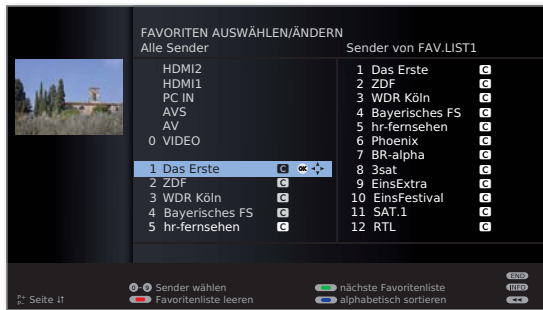 FAVORITEN AUSWÄHLEN/ÄNDERN
Alle Sender
HDMI2
HDMI1
PC IN
AVS
AV
0 VIDEO
1 Das Erste C OK
2 ZDF C
3 WDR Köln C
4 Bayerisches FS C
5 hr-fernsehen C
Sender von FAV.LIST1
1 Das Erste C
2 ZDF C
3 WDR Köln C
4 Bayerisches FS C
5 hr-fernsehen C
6 Phoenix C
7 BR-alpha C
8 3sat C
9 EinsExtra C
10 EinsFestival C
11 SAT.1 C
12 RTL C
P+ P- Seite
0-9 Sender wählen
Favoritenliste leeren
nächste Favoritenliste
alphabetisch sortieren
END
INFO